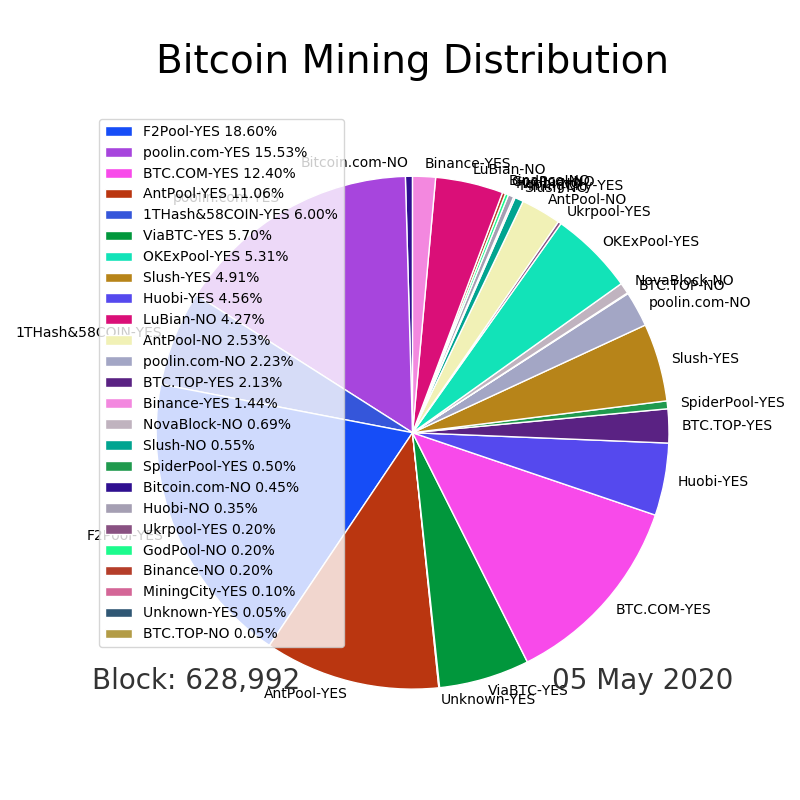 Bitcoin Mining Distribution
F2Pool-YES 18.60%
poolin.com-YES 15.53%
BTC.COM-YES 12.40%
AntPool-YES 11.06%
1THash&58COIN-YES 6.00%
ViaBTC-YES 5.70%
OKExPool-YES 5.31%
Slush-YES 4.91%
Huobi-YES 4.56%
LuBian-NO 4.27%
AntPool-NO 2.53%
poolin.com-NO 2.23%
BTC.TOP-YES 2.13%
Binance-YES 1.44%
NovaBlock-NO 0.69%
Slush-NO 0.55%
SpiderPool-YES 0.50%
Bitcoin.com-NO 0.45%
Huobi-NO 0.35%
Ukrpool-YES 0.20%
GodPool-NO 0.20%
Binance-NO 0.20%
MiningCity-YES 0.10%
Unknown-YES 0.05%
BTC.TOP-NO 0.05%
Bitcoin.com-NO
Binance-YES
LuBian-NO
Binance-NO
Slush-NO
AntPool-NO
Ukrpool-YES
OKExPool-YES
NovaBlock-NO
BTC.TOP-NO
poolin.com-NO
Slush-YES
SpiderPool-YES
BTC.TOP-YES
Huobi-YES
BTC.COM-YES
ViaBTC-YES
Unknown-YES
AntPool-YES
F2Pool-YES
1THash&58COIN-YES
poolin.com-YES
Block: 628,992
05 May 2020